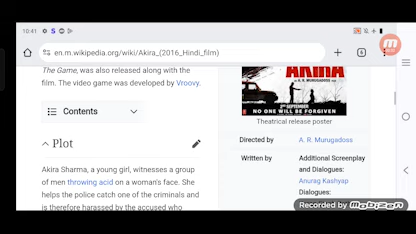 10:41
en.m.wikipedia.org/wiki/Akira_(2016_Hindi_film)
6
The Game, was also released along with the
film. The video game was developed by Vroovy.
Contents
Plot
Akira Sharma, a young girl, witnesses a group
of men throwing acid on a woman's face. She
helps the police catch one of the criminals and
is therefore harassed by the accused who
AKIRA
2ND SEPTEMBER
NO ONE WILL BE FORGIVEN
Theatrical release poster
Directed by A. R. Murugadoss
Written by Additional Screenplay
and Dialogues:
Anurag Kashyap
Dialogues:
Recorded by Mobizen